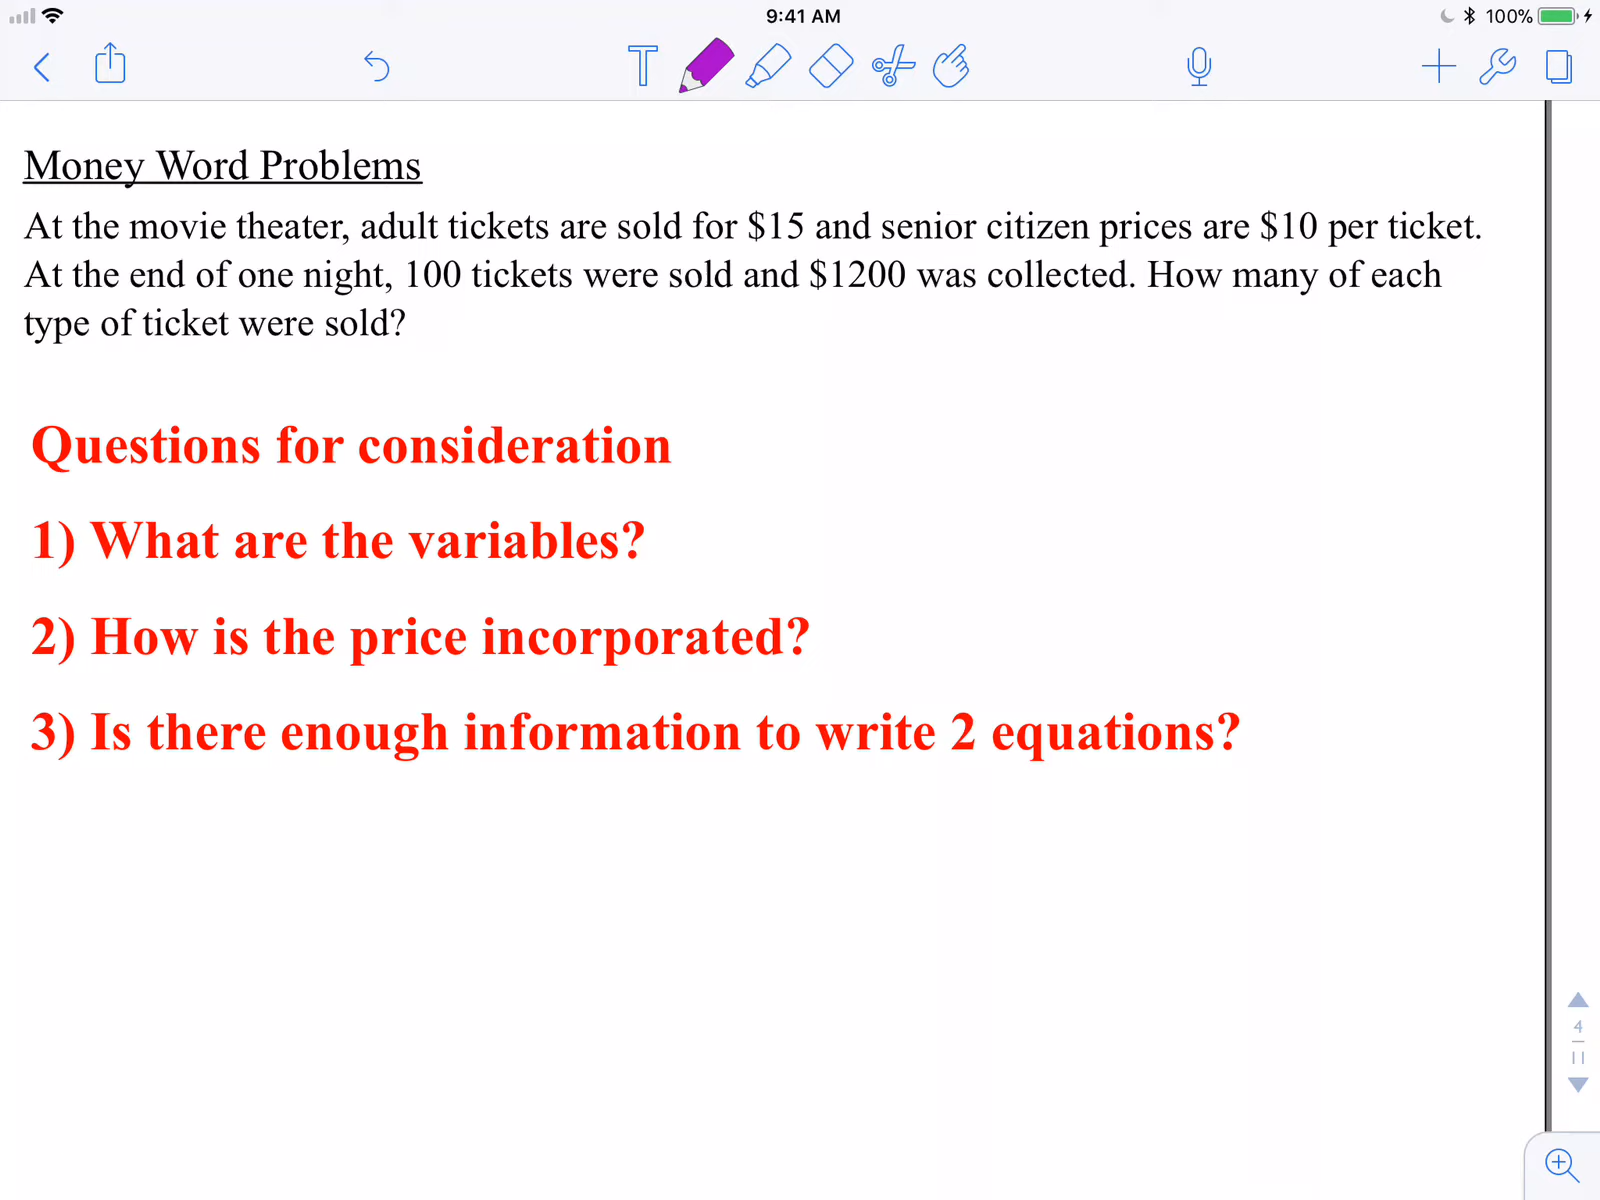 9:41 AM
100%
T
Money Word Problems
At the movie theater, adult tickets are sold for $15 and senior citizen prices are $10 per ticket.
At the end of one night, 100 tickets were sold and $1200 was collected. How many of each
type of ticket were sold?
Questions for consideration
1) What are the variables?
2) How is the price incorporated?
3) Is there enough information to write 2 equations?
4
11